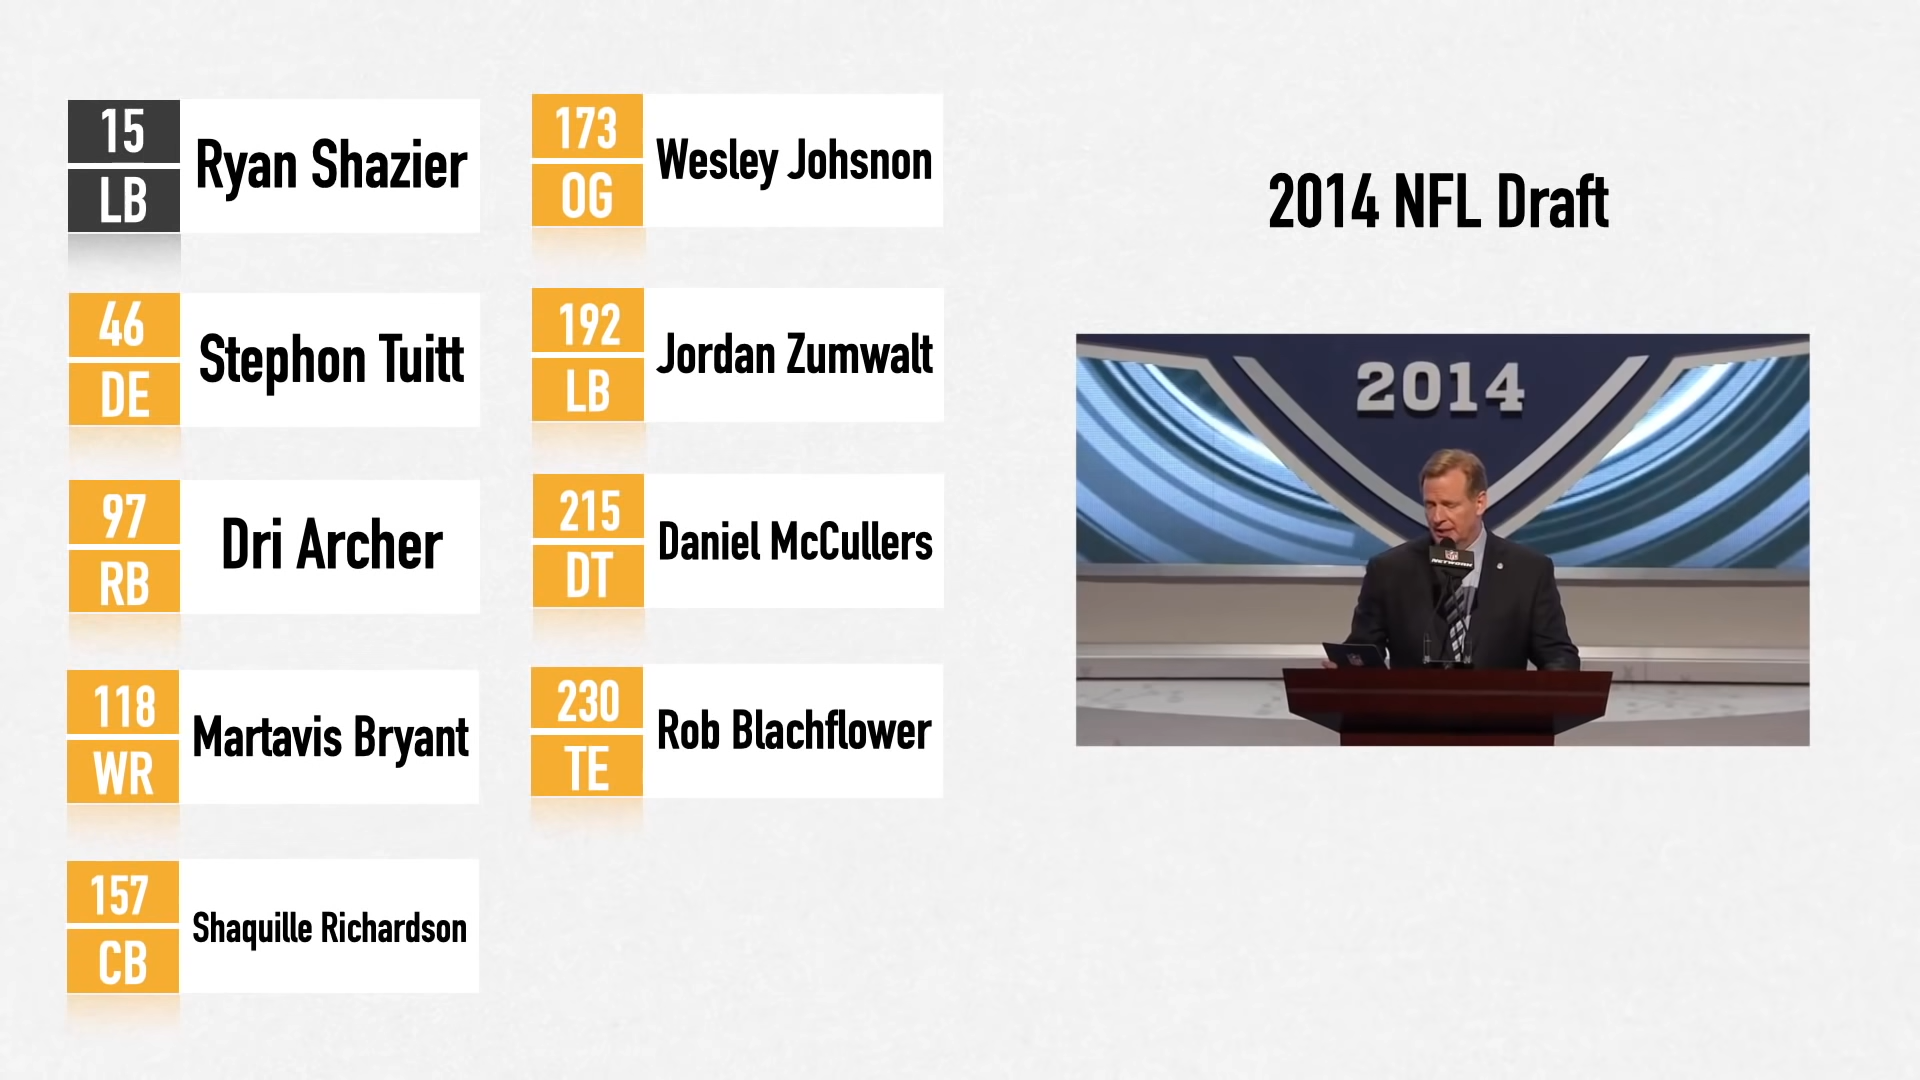 15
LB
Ryan Shazier
46
DE
Stephon Tuitt
97
RB
Dri Archer
118
WR
Martavis Bryant
157
CB
Shaquille Richardson
173
OG
Wesley Johsnon
192
LB
Jordan Zumwalt
215
DT
Daniel McCullers
230
TE
Rob Blachflower
2014 NFL Draft
2014
NFL
NETWORK